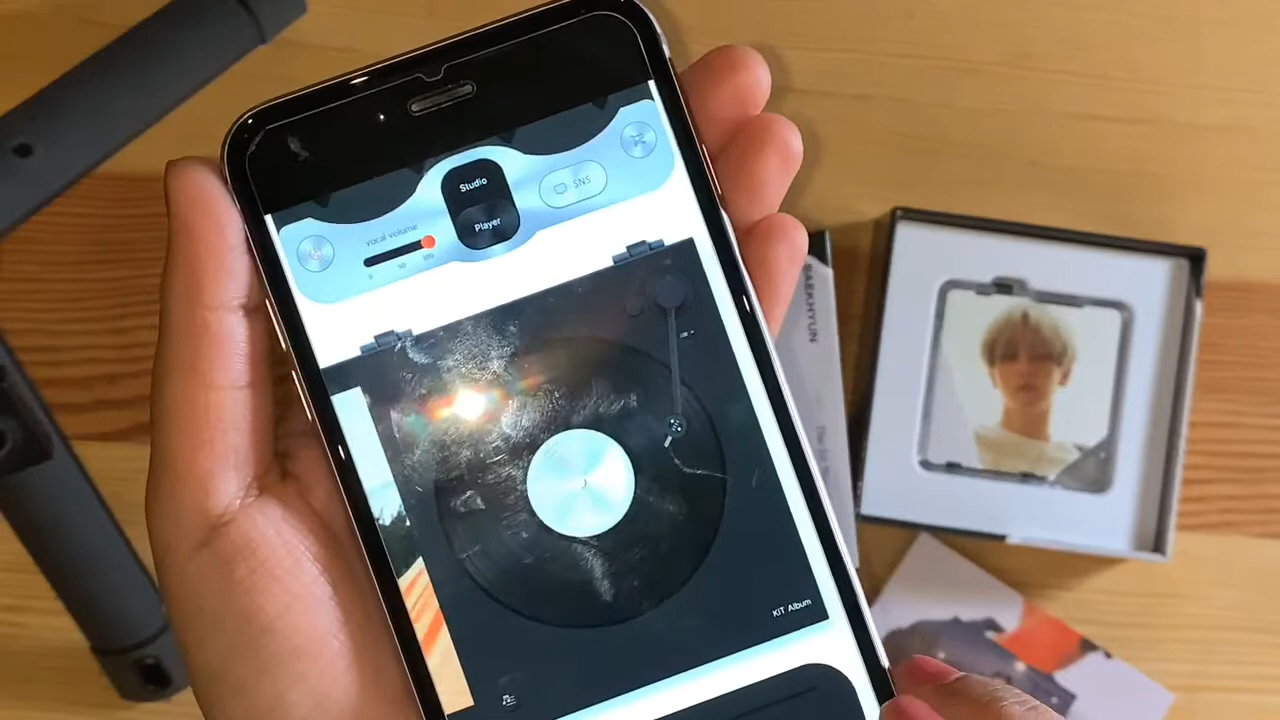 Studio
Player
SNS
vocal volume
0 50 100
KiT Album
BAEKHYUN